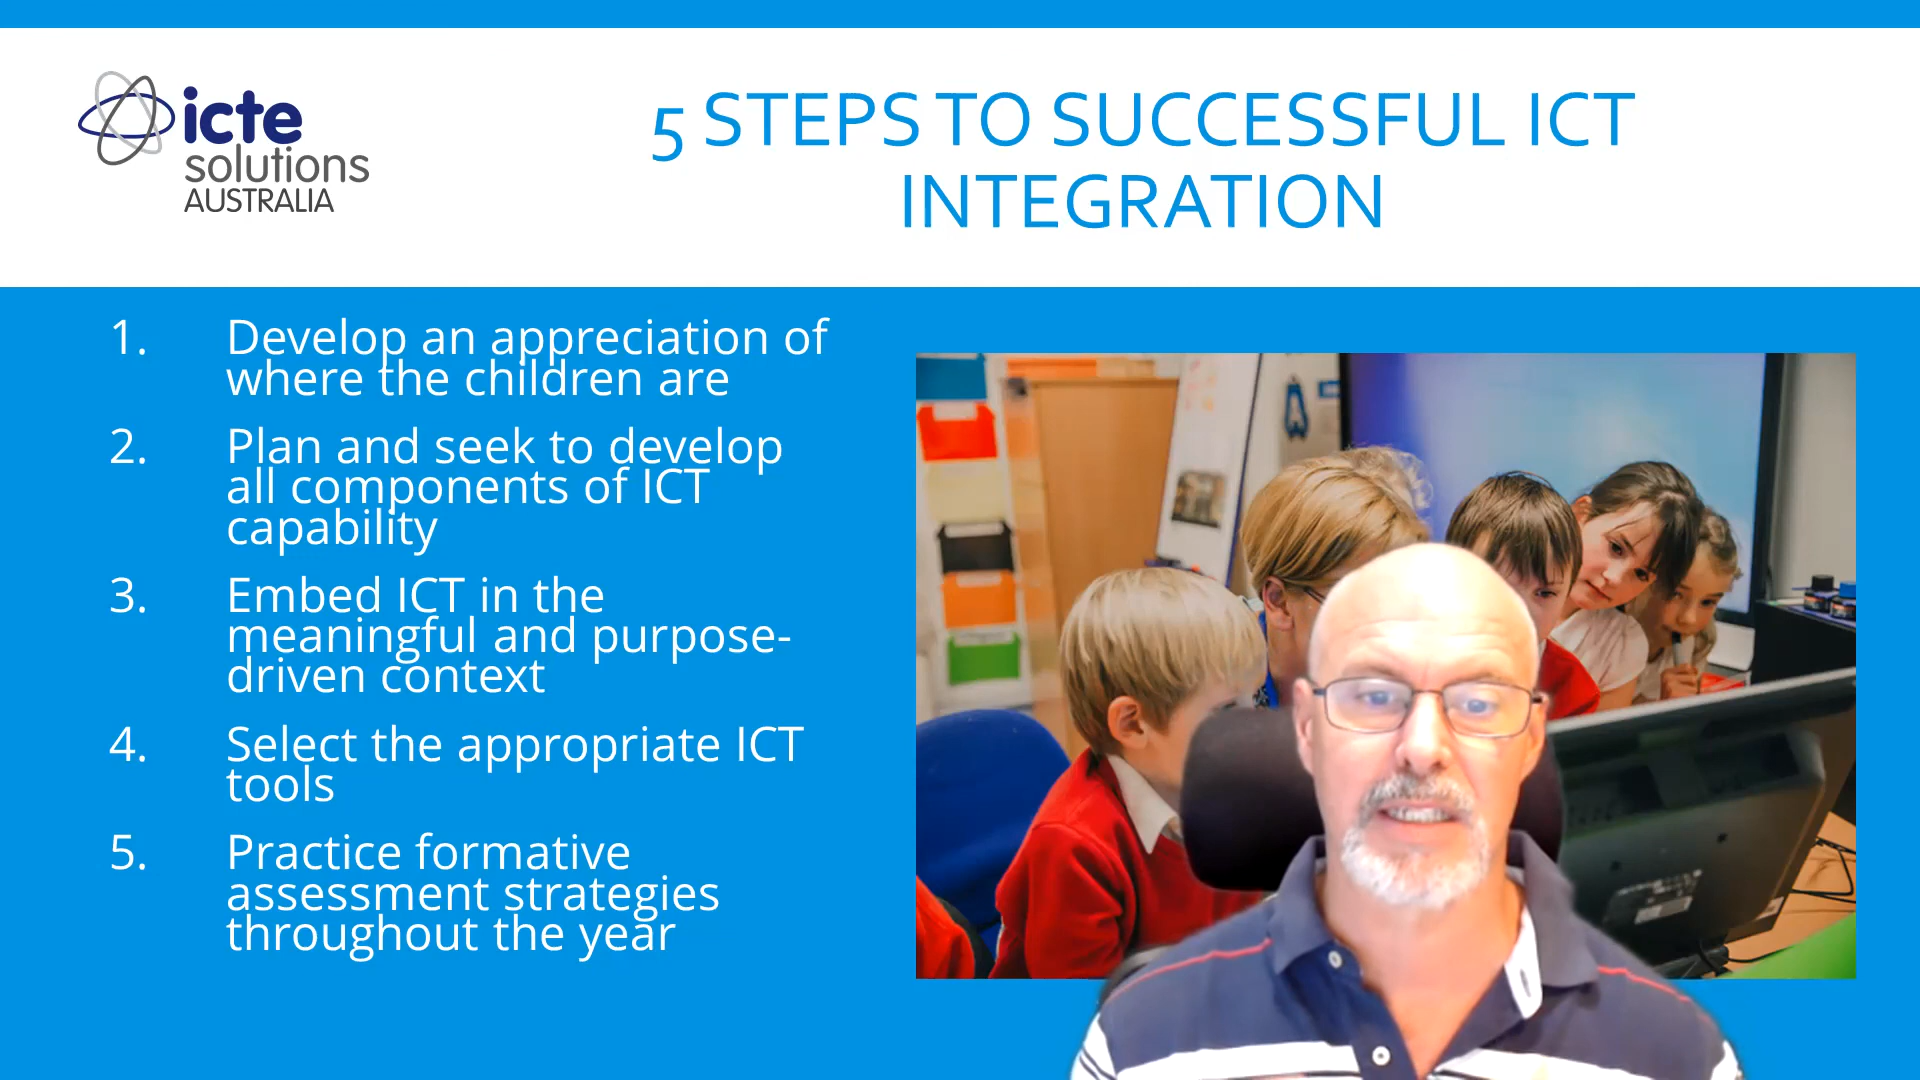 icte
solutions
AUSTRALIA
5 STEPS TO SUCCESSFUL ICT
INTEGRATION
1. Develop an appreciation of
where the children are
2. Plan and seek to develop
all components of ICT
capability
3. Embed ICT in the
meaningful and purpose-
driven context
4. Select the appropriate ICT
tools
5. Practice formative
assessment strategies
throughout the year